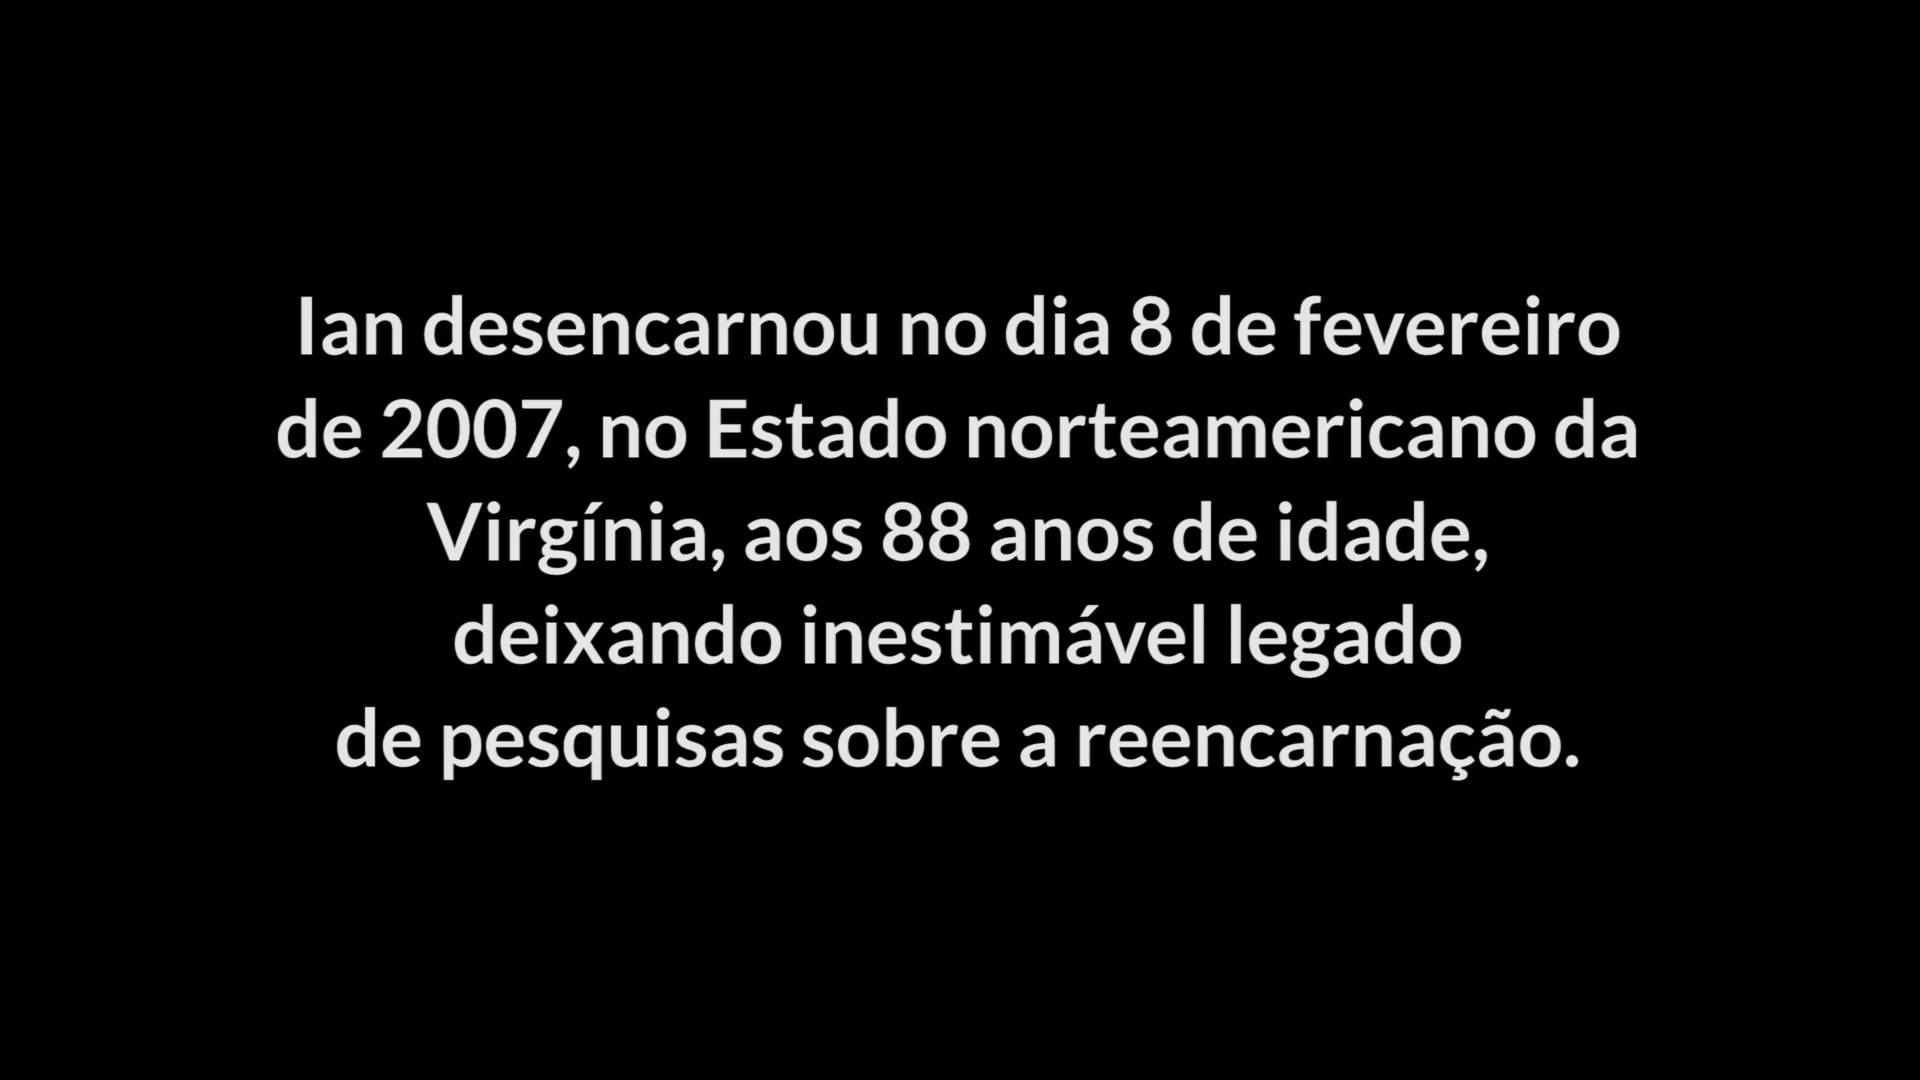 Ian desencarnou no dia 8 de fevereiro
de 2007, no Estado norteamericano da
Virgínia, aos 88 anos de idade,
deixando inestimável legado
de pesquisas sobre a reencarnação.